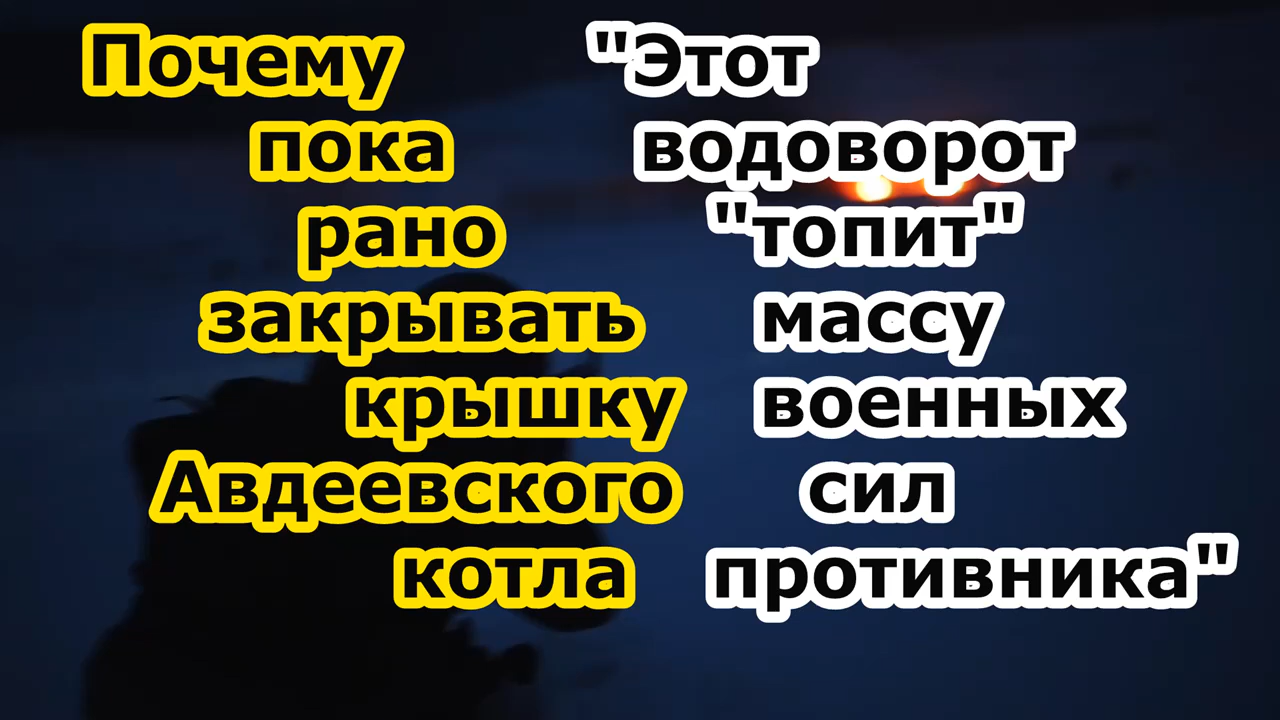 Почему
пока
рано
закрывать
крышку
Авдеевского
котла
"Этот
водоворот
"топит"
массу
военных
сил
противника"